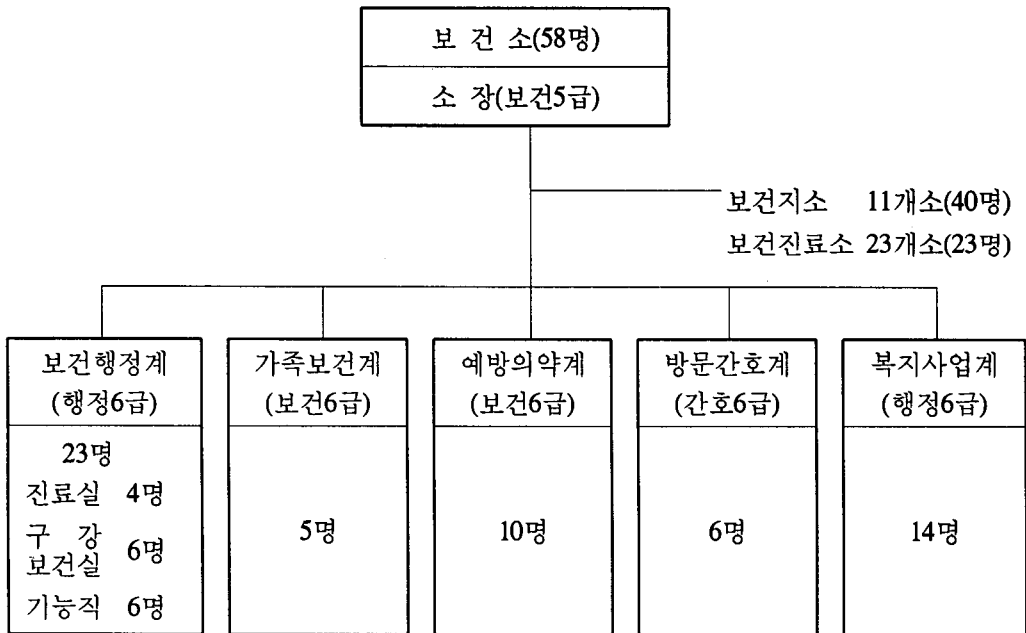 보 건 소(58명)
소 장(보건5급)
보건지소 11개소(40명)
보건진료소 23개소(23명)
보건행정계
(행정6급)
23명
진료실 4명
구 강
보건실 6명
기능직 6명
가족보건계
(보건6급)
5명
예방의약계
(보건6급)
10명
방문간호계
(간호6급)
6명
복지사업계
(행정6급)
14명